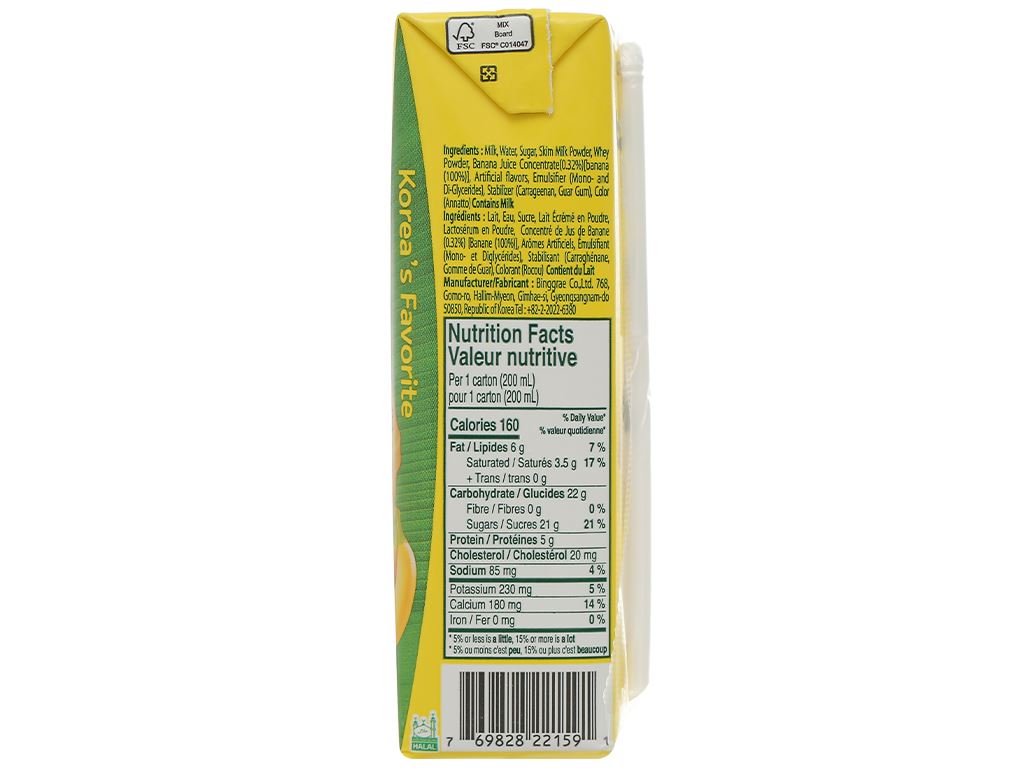 MIX
Board
FSC FSC® C014047
Korea's Favorite
Ingredients : Milk, Water, Sugar, Skim Milk Powder, Whey
Powder, Banana Juice Concentrate(0.32%)[banana
(100%)], Artificial flavors, Emulsifier (Mono- and
Di-Glycerides), Stabilizer (Carrageenan, Guar Gum), Color
(Annatto) Contains Milk
Ingrédients : Lait, Eau, Sucre, Lait Écrémé en Poudre,
Lactosérum en Poudre, Concentré de Jus de Banane
(0.32%) [Banane (100%)], Arômes Artificiels, Émulsifiant
(Mono- et Diglycérides), Stabilisant (Carraghénane,
Gomme de Guar), Colorant (Rocou) Contient du Lait
Manufacturer/Fabricant : Binggrae Co.,Ltd. 768,
Gomo-ro, Hallim-Myeon, Gimhae-si, Gyeongsangnam-do
50850, Republic of Korea Tel : +82-2-2022-6380
Nutrition Facts
Valeur nutritive
Per 1 carton (200 mL)
pour 1 carton (200 mL)
% Daily Value*
Calories 160 % valeur quotidienne*
Fat / Lipides 6 g 7 %
Saturated / Saturés 3.5 g 17 %
+ Trans / trans 0 g
Carbohydrate / Glucides 22 g
Fibre / Fibres 0 g 0 %
Sugars / Sucres 21 g 21 %
Protein / Protéines 5 g
Cholesterol / Cholestérol 20 mg
Sodium 85 mg 4 %
Potassium 230 mg 5 %
Calcium 180 mg 14 %
Iron / Fer 0 mg 0 %
* 5% or less is a little, 15% or more is a lot
* 5% ou moins c'est peu, 15% ou plus c'est beaucoup
7 69828 22159 1
HALAL